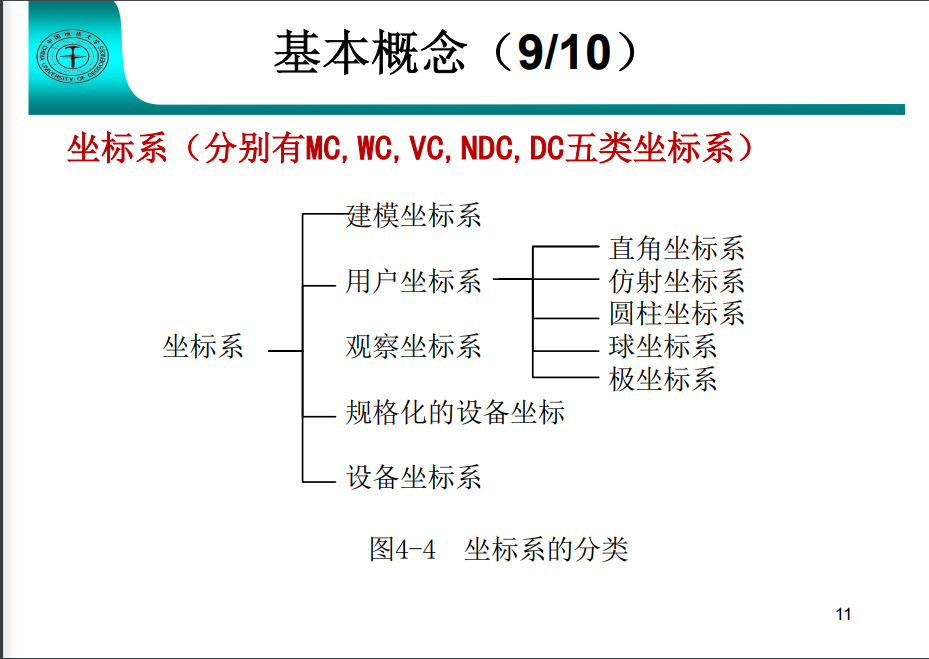 基本概念（9/10）
坐标系（分别有MC,WC,VC,NDC,DC五类坐标系）
坐标系
建模坐标系
用户坐标系
观察坐标系
规格化的设备坐标
设备坐标系
直角坐标系
仿射坐标系
圆柱坐标系
球坐标系
极坐标系
图4-4 坐标系的分类
11